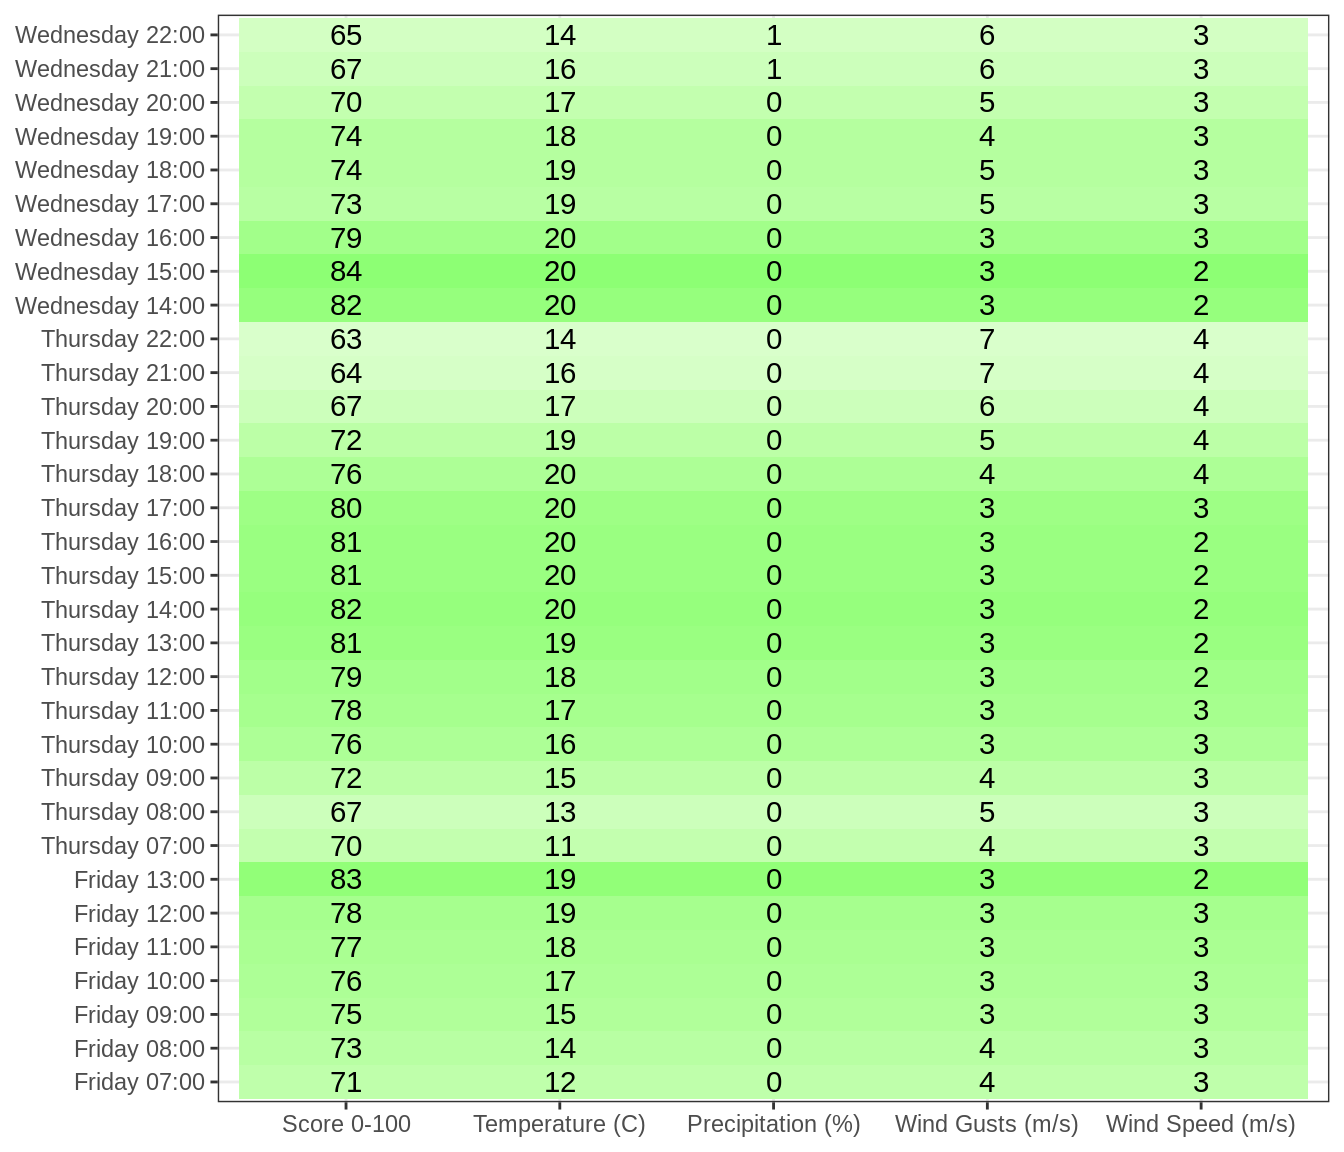 Wednesday 22:00 65 14 1 6 3
Wednesday 21:00 67 16 1 6 3
Wednesday 20:00 70 17 0 5 3
Wednesday 19:00 74 18 0 4 3
Wednesday 18:00 74 19 0 5 3
Wednesday 17:00 73 19 0 5 3
Wednesday 16:00 79 20 0 3 3
Wednesday 15:00 84 20 0 3 2
Wednesday 14:00 82 20 0 3 2
Thursday 22:00 63 14 0 7 4
Thursday 21:00 64 16 0 7 4
Thursday 20:00 67 17 0 6 4
Thursday 19:00 72 19 0 5 4
Thursday 18:00 76 20 0 4 4
Thursday 17:00 80 20 0 3 3
Thursday 16:00 81 20 0 3 2
Thursday 15:00 81 20 0 3 2
Thursday 14:00 82 20 0 3 2
Thursday 13:00 81 19 0 3 2
Thursday 12:00 79 18 0 3 2
Thursday 11:00 78 17 0 3 3
Thursday 10:00 76 16 0 3 3
Thursday 09:00 72 15 0 4 3
Thursday 08:00 67 13 0 5 3
Thursday 07:00 70 11 0 4 3
Friday 13:00 83 19 0 3 2
Friday 12:00 78 19 0 3 3
Friday 11:00 77 18 0 3 3
Friday 10:00 76 17 0 3 3
Friday 09:00 75 15 0 3 3
Friday 08:00 73 14 0 4 3
Friday 07:00 71 12 0 4 3
Score 0-100 Temperature (C) Precipitation (%) Wind Gusts (m/s) Wind Speed (m/s)